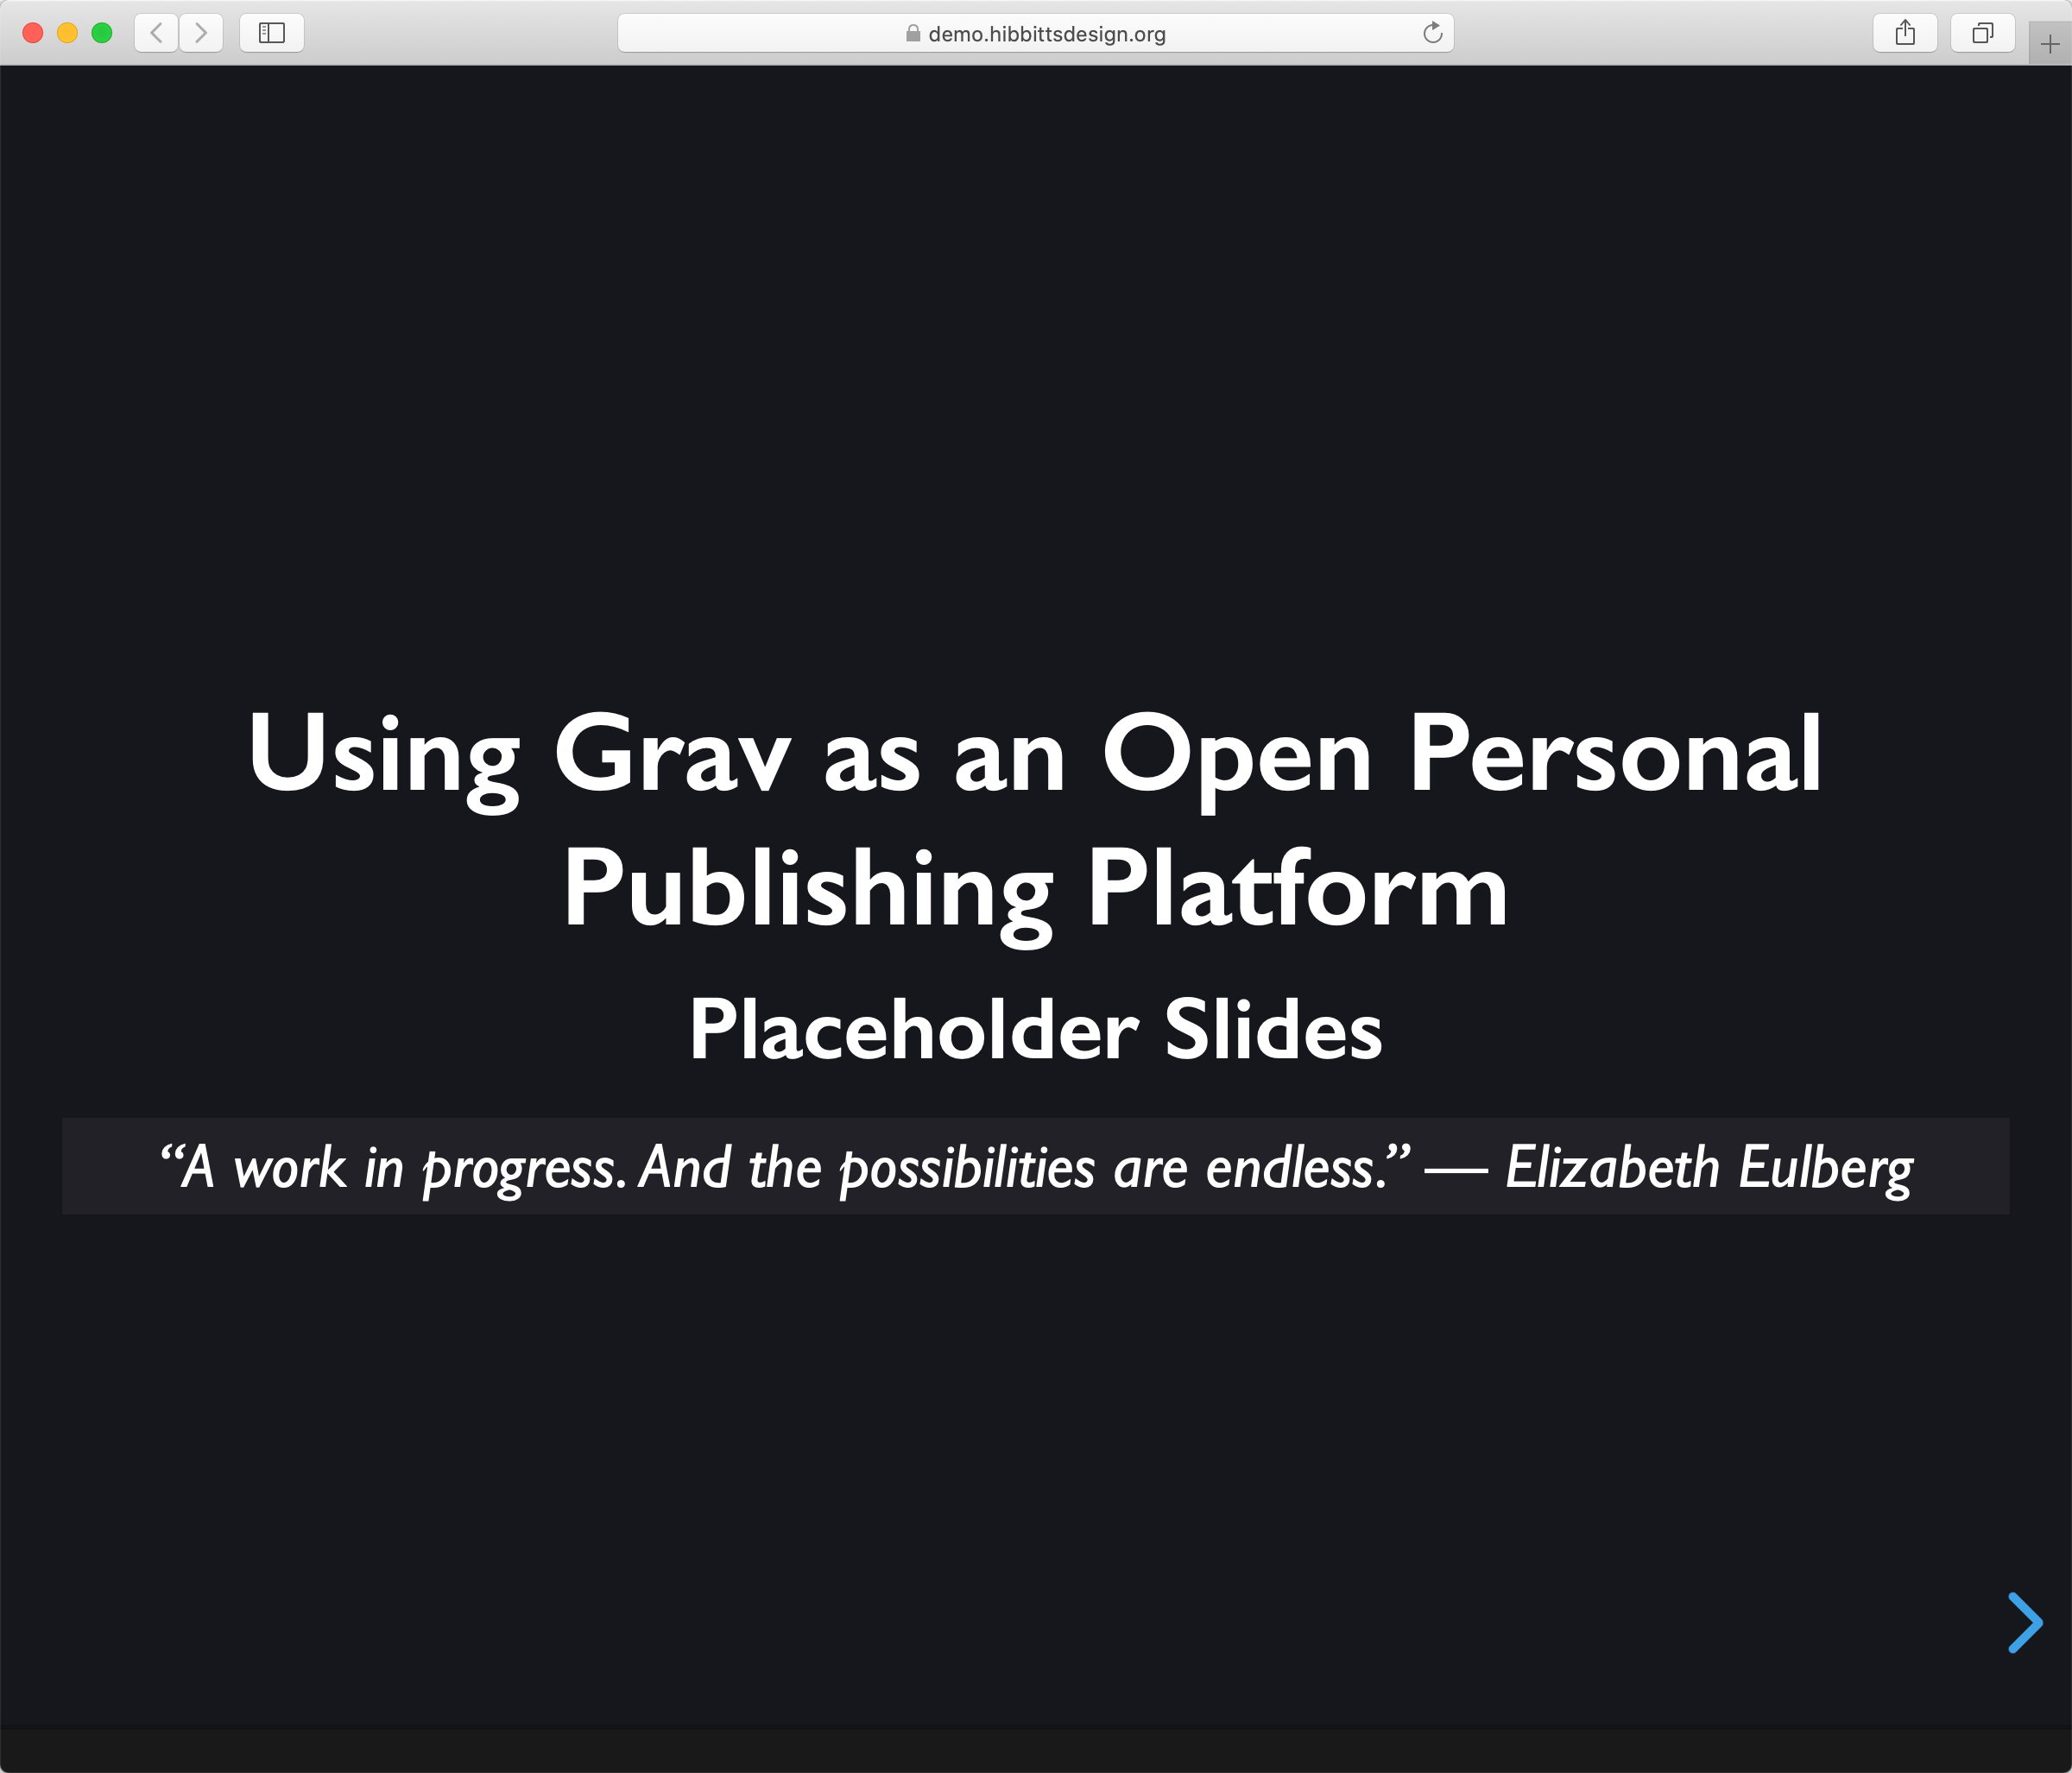 demo.hibbittsdesign.org
Using Grav as an Open Personal
Publishing Platform
Placeholder Slides
“A work in progress. And the possibilities are endless.” — Elizabeth Eulberg